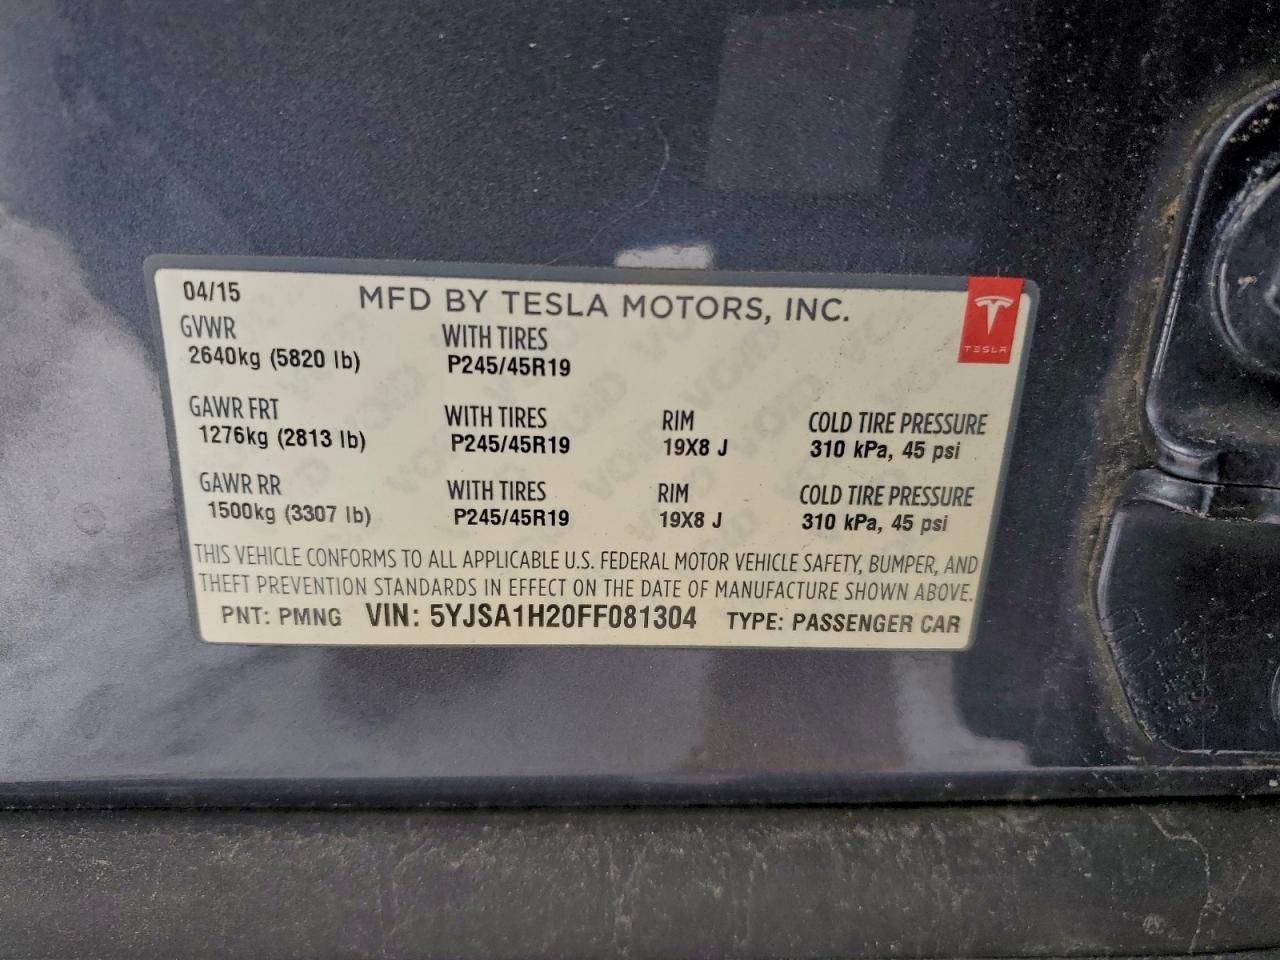 04/15 MFD BY TESLA MOTORS, INC.
GVWR WITH TIRES
2640kg (5820 lb) P245/45R19
TESLA
GAWR FRT WITH TIRES RIM COLD TIRE PRESSURE
1276kg (2813 lb) P245/45R19 19X8 J 310 kPa, 45 psi
GAWR RR WITH TIRES RIM COLD TIRE PRESSURE
1500kg (3307 lb) P245/45R19 19X8 J 310 kPa, 45 psi
THIS VEHICLE CONFORMS TO ALL APPLICABLE U.S. FEDERAL MOTOR VEHICLE SAFETY, BUMPER, AND
THEFT PREVENTION STANDARDS IN EFFECT ON THE DATE OF MANUFACTURE SHOWN ABOVE.
PNT: PMNG VIN: 5YJSA1H20FF081304 TYPE: PASSENGER CAR